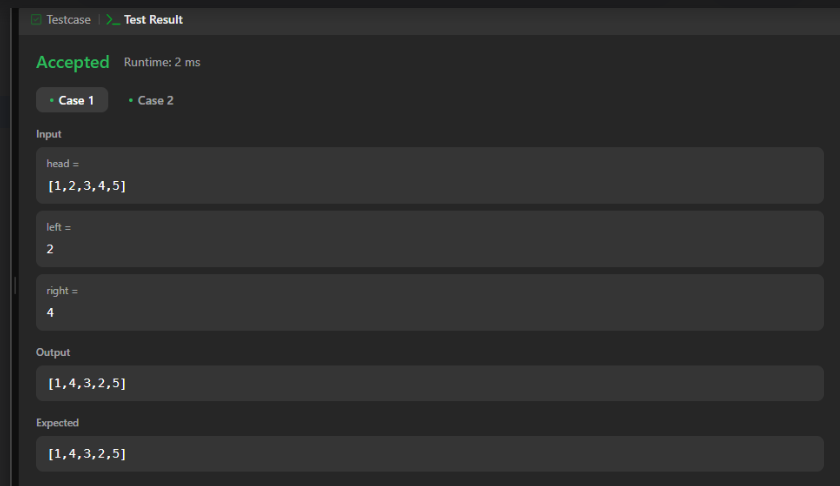 Testcase >_ Test Result
Accepted Runtime: 2 ms
• Case 1 • Case 2
Input
head =
[1,2,3,4,5]
left =
2
right =
4
Output
[1,4,3,2,5]
Expected
[1,4,3,2,5]